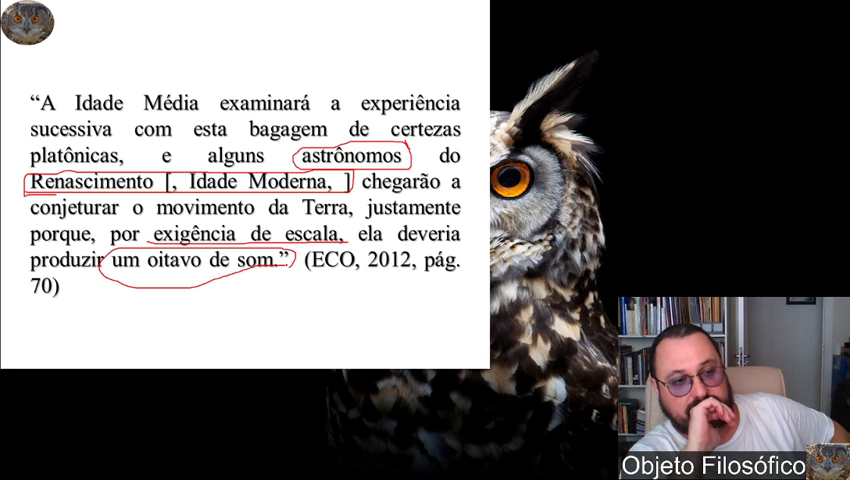 “A Idade Média examinará a experiência
sucessiva com esta bagagem de certezas
platônicas, e alguns astrônomos do
Renascimento [, Idade Moderna, ] chegarão a
conjeturar o movimento da Terra, justamente
porque, por exigência de escala, ela deveria
produzir um oitavo de som.” (ECO, 2012, pág.
70)
Objeto Filosófico